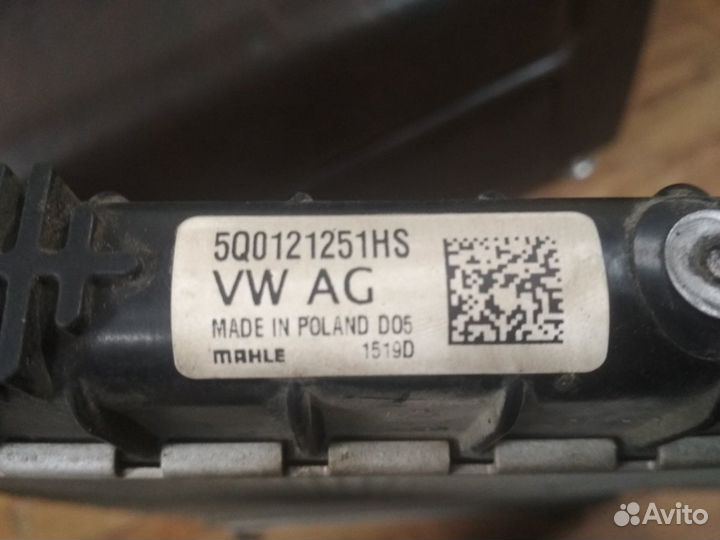 5Q0121251HS
VW AG
MADE IN POLAND D05
MAHLE 1519D
Avito